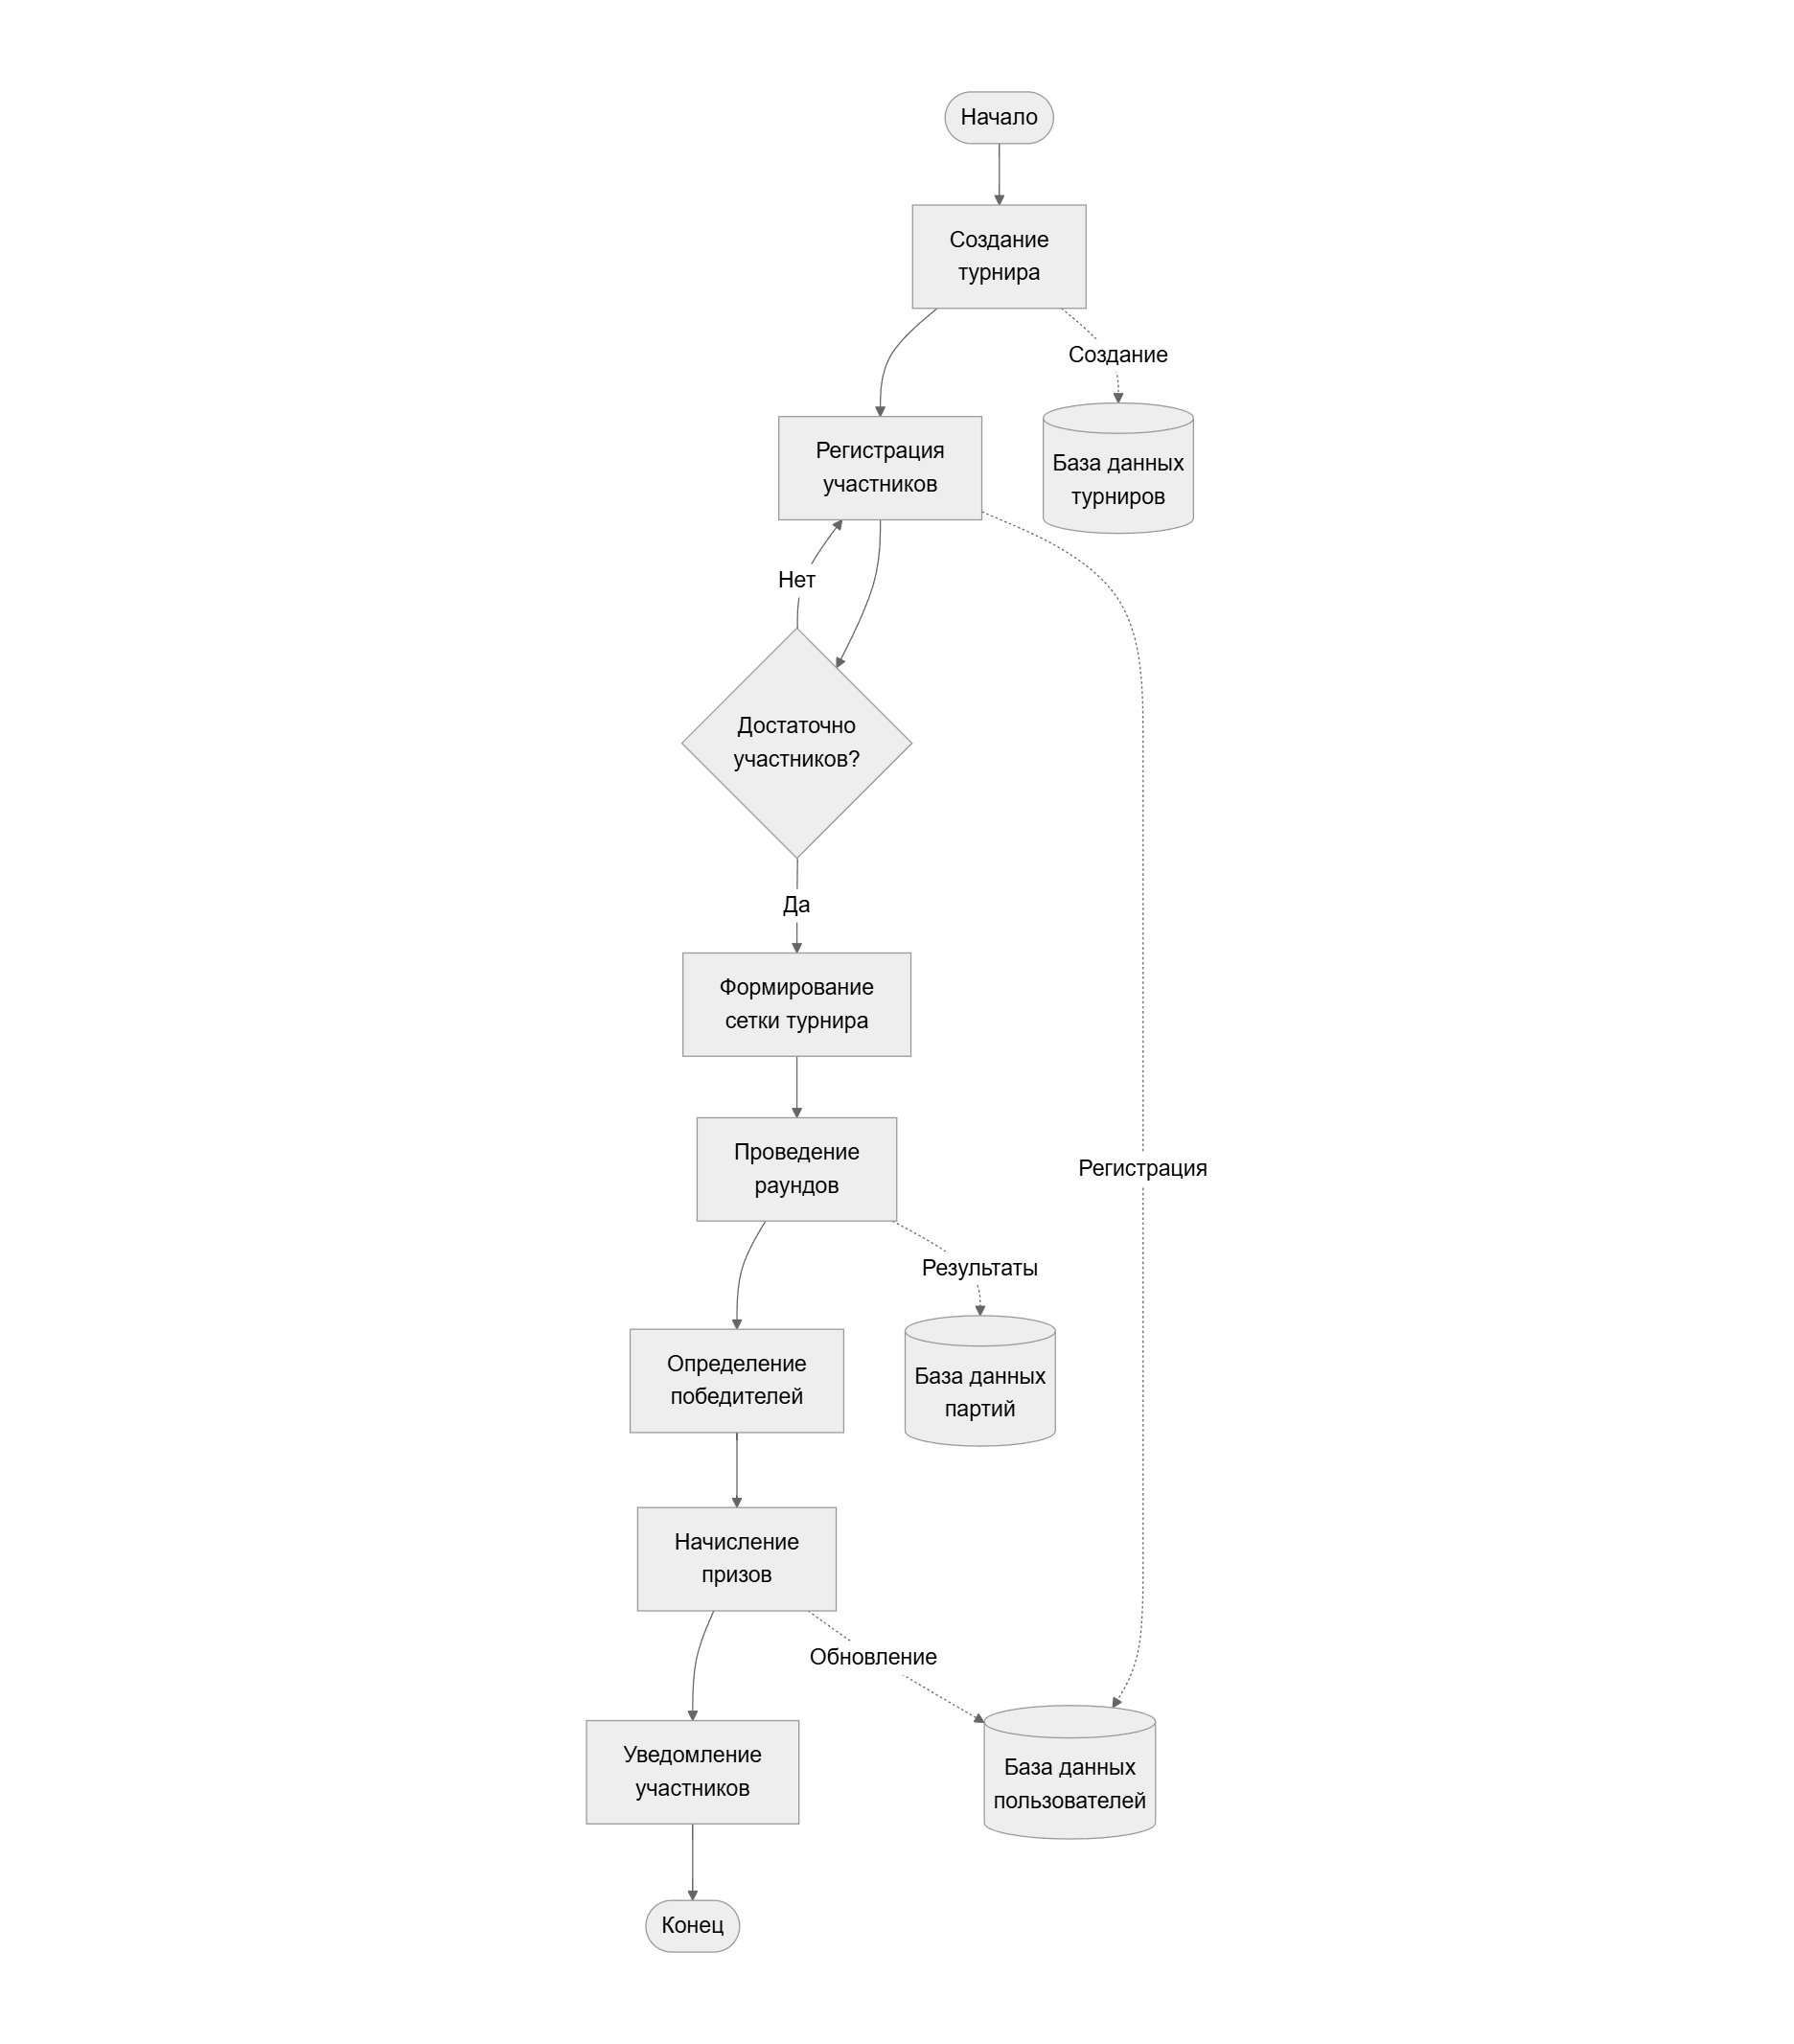 Начало
Создание
турнира
Создание
Регистрация
участников
База данных
турниров
Нет
Достаточно
участников?
Да
Формирование
сетки турнира
Проведение
раундов
Регистрация
Результаты
Определение
победителей
База данных
партий
Начисление
призов
Обновление
Уведомление
участников
База данных
пользователей
Конец